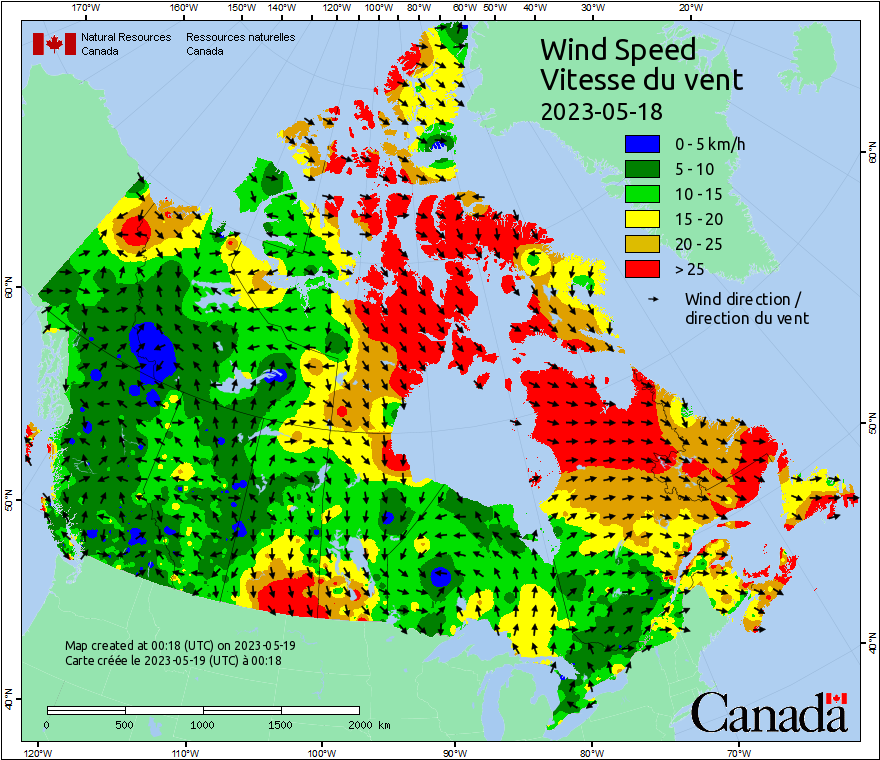 170°W 160°W 150°W 140°W 120°W 100°W 80°W 60°W 50°W 40°W 30°W 20°W
Natural Resources Ressources naturelles
Canada Canada
Wind Speed
Vitesse du vent
2023-05-18
0 - 5 km/h
5 - 10
10 - 15
15 - 20
20 - 25
> 25
Wind direction /
direction du vent
60°N
60°N
50°N
50°N
40°N
40°N
Map created at 00:18 (UTC) on 2023-05-19
Carte créée le 2023-05-19 (UTC) à 00:18
0 500 1000 1500 2000 km
Canada
120°W 110°W 100°W 90°W 80°W 70°W